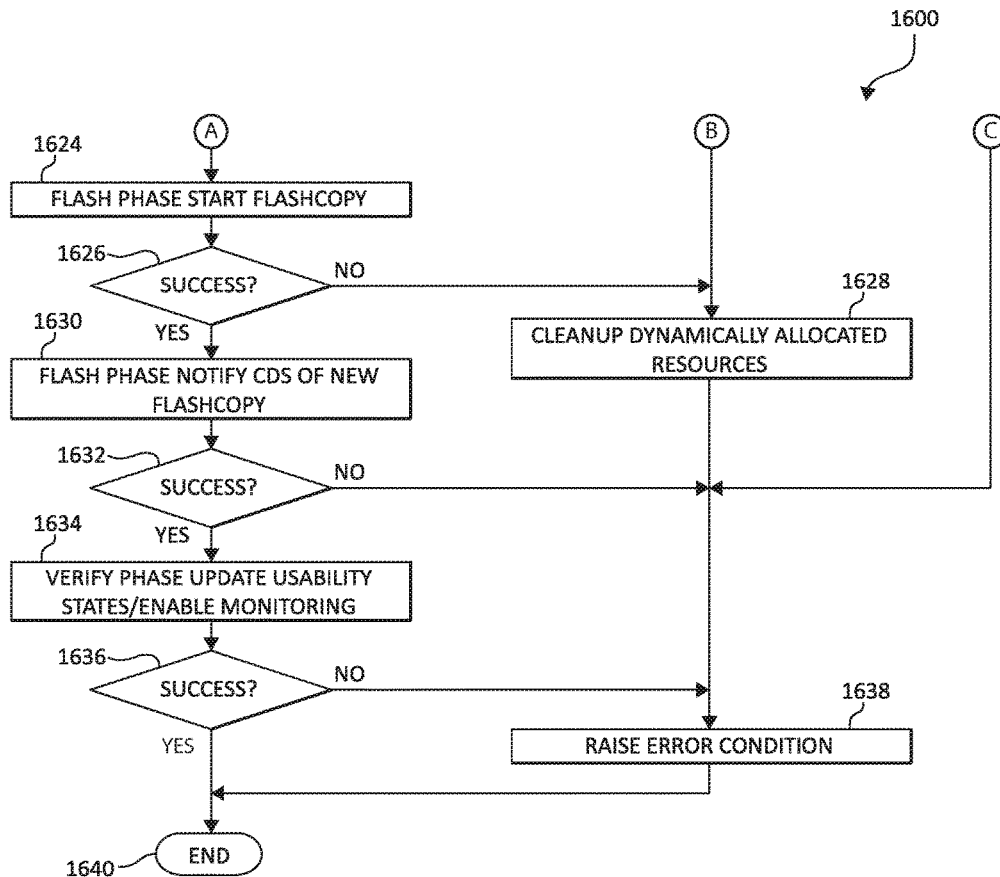 1600
A
B
C
1624
FLASH PHASE START FLASHCOPY
1626
SUCCESS?
NO
YES
1628
CLEANUP DYNAMICALLY ALLOCATED
RESOURCES
1630
FLASH PHASE NOTIFY CDS OF NEW
FLASHCOPY
1632
SUCCESS?
NO
YES
1634
VERIFY PHASE UPDATE USABILITY
STATES/ENABLE MONITORING
1636
SUCCESS?
NO
YES
1638
RAISE ERROR CONDITION
END
1640